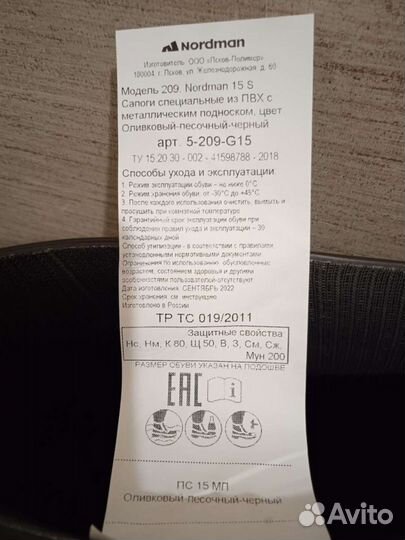 Nordman
Изготовитель ООО «Псков-Полимер»
180004 г. Псков, ул Железнодорожная д. 60
Модель 209. Nordman 15 S
Сапоги специальные из ПВХ с
металлическим подноском, цвет
Оливковый-песочный-черный
арт. 5-209-G15
ТУ 15 20 30 - 002 - 41598788 - 2018
Способы ухода и эксплуатации
1. Режим эксплуатации обуви – не ниже 0°С
2. Режим хранения обуви: от -30°С до +45°С
3. После каждого использования очистить, вымыть и
просушить при комнатной температуре
4. Гарантийный срок эксплуатации обуви при
соблюдении правил ухода и эксплуатации – 30
календарных дней
Способ утилизации - в соответствии с правилами,
установленными нормативными документами
Ограничения по использованию, обусловленные
возрастом, состоянием здоровья и другими
особенностями пользователей-отсутствуют
Дата изготовления: СЕНТЯБРЬ 2022
Срок хранения: см. инструкцию
Изготовлено в России
ТР ТС 019/2011
Защитные свойства
Нс, Нм, К 80, Щ 50, В, З, См, Сж,
Мун 200
РАЗМЕР ОБУВИ УКАЗАН НА ПОДОШВЕ
EAC i
ПС 15 МП
Оливковый-песочный-черный
Avito